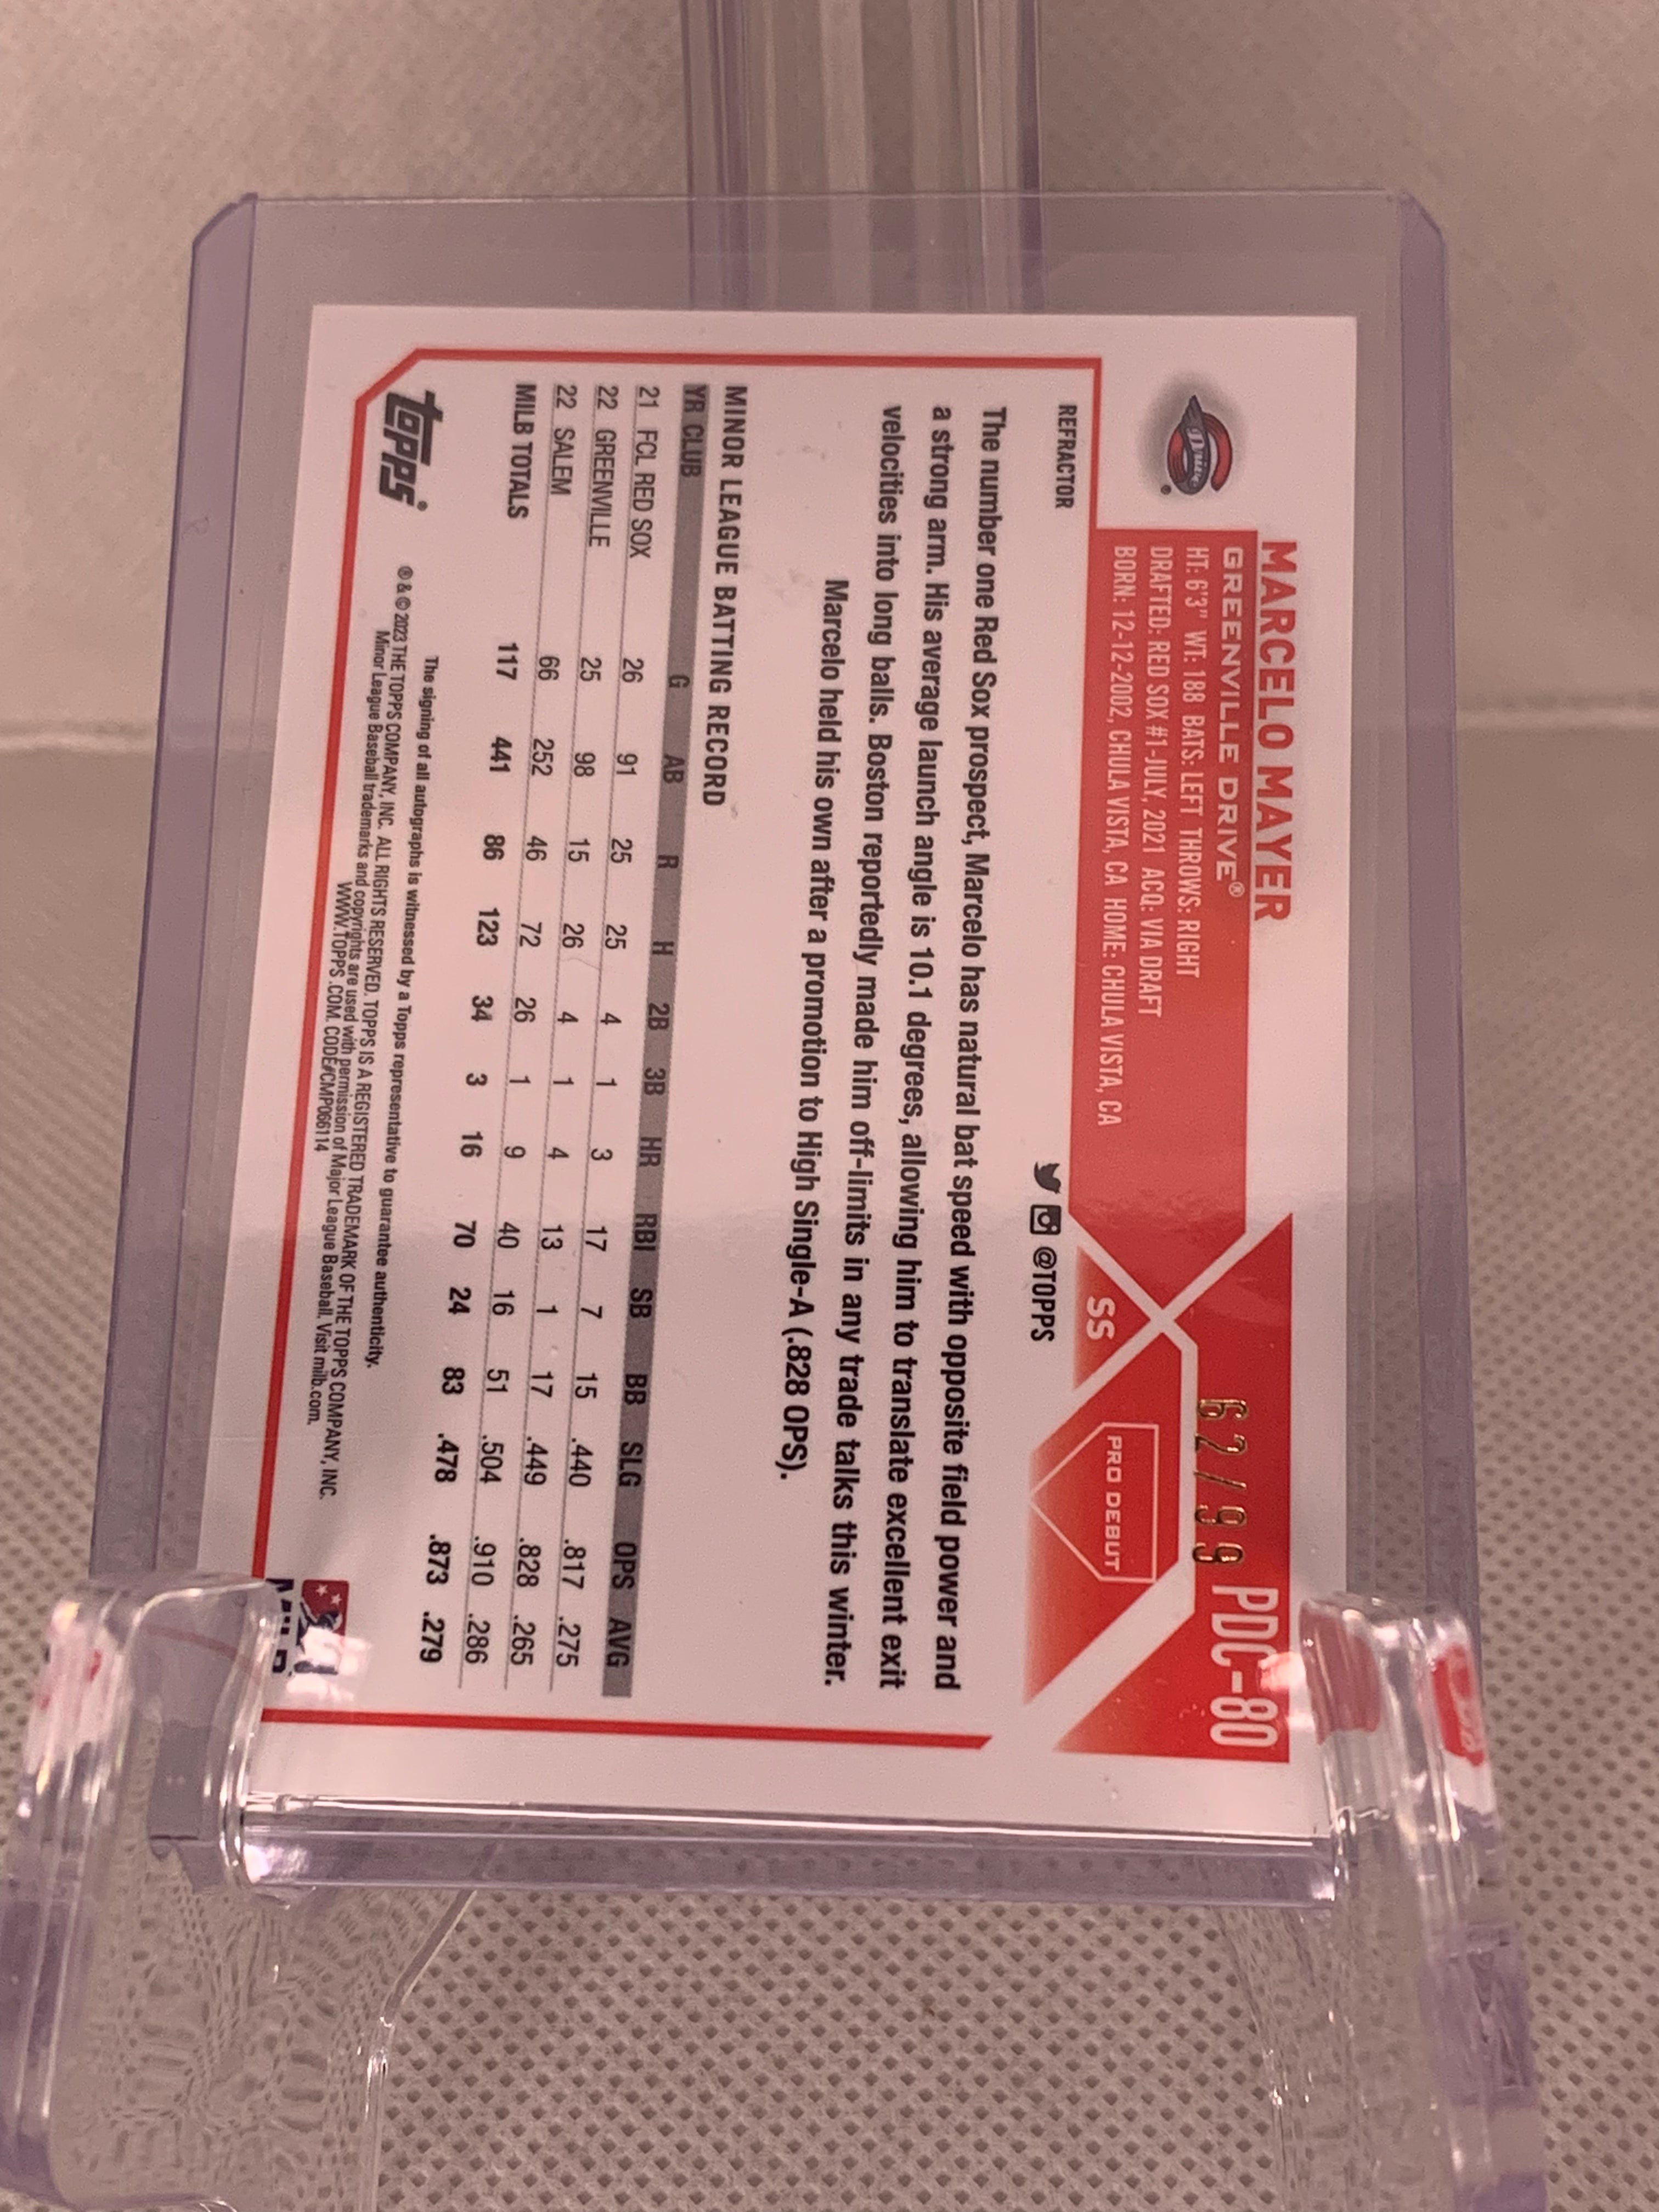 62/99 PDC-80
MARCELO MAYER
GREENVILLE DRIVE®
HT: 6'3" WT: 188 BATS: LEFT THROWS: RIGHT
DRAFTED: RED SOX #1-JULY, 2021 ACQ: VIA DRAFT
BORN: 12-12-2002, CHULA VISTA, CA HOME: CHULA VISTA, CA
Drive ®
SS
PRO DEBUT
REFRACTOR
@TOPPS
The number one Red Sox prospect, Marcelo has natural bat speed with opposite field power and
a strong arm. His average launch angle is 10.1 degrees, allowing him to translate excellent exit
velocities into long balls. Boston reportedly made him off-limits in any trade talks this winter.
Marcelo held his own after a promotion to High Single-A (.828 OPS).
MINOR LEAGUE BATTING RECORD
YR CLUB G AB R H 2B 3B HR RBI SB BB SLG OPS AVG
21 FCL RED SOX 26 91 25 25 4 1 3 17 7 15 .440 .817 .275
22 GREENVILLE 25 98 15 26 4 1 4 13 1 17 .449 .828 .265
22 SALEM 66 252 46 72 26 1 9 40 16 51 .504 .910 .286
MILB TOTALS 117 441 86 123 34 3 16 70 24 83 .478 .873 .279
topps®
The signing of all autographs is witnessed by a Topps representative to guarantee authenticity.
® & © 2023 THE TOPPS COMPANY, INC. ALL RIGHTS RESERVED. TOPPS IS A REGISTERED TRADEMARK OF THE TOPPS COMPANY, INC.
Minor League Baseball trademarks and copyrights are used with permission of Major League Baseball. Visit milb.com.
WWW.TOPPS.COM. CODE#CMP066114